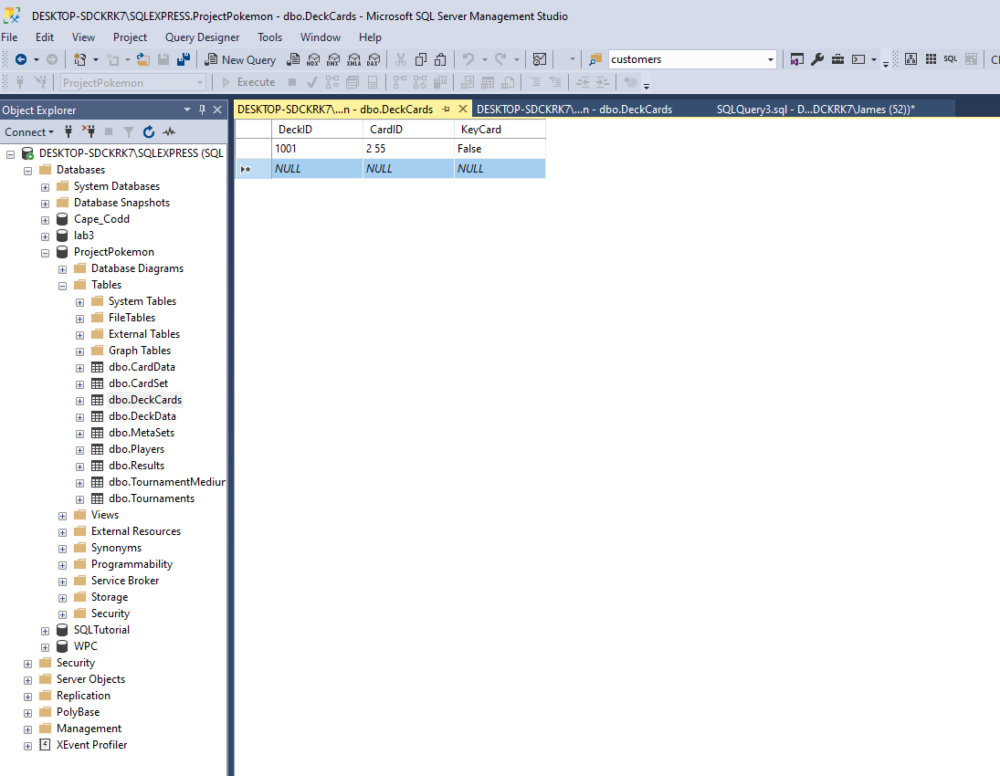 DESKTOP-SDCKRK7\SQLEXPRESS.ProjectPokemon - dbo.DeckCards - Microsoft SQL Server Management Studio
File Edit View Project Query Designer Tools Window Help
New Query MDX DMX XMLA DAX customers SQL
ProjectPokemon Execute
Object Explorer
DESKTOP-SDCKRK7\...n - dbo.DeckCards DESKTOP-SDCKRK7\...n - dbo.DeckCards SQLQuery3.sql - D...DCKRK7\James (52))*
Connect
DeckID CardID KeyCard
1001 2 55 False
NULL NULL NULL
DESKTOP-SDCKRK7\SQLEXPRESS (SQL
Databases
System Databases
Database Snapshots
Cape_Codd
lab3
ProjectPokemon
Database Diagrams
Tables
System Tables
FileTables
External Tables
Graph Tables
dbo.CardData
dbo.CardSet
dbo.DeckCards
dbo.DeckData
dbo.MetaSets
dbo.Players
dbo.Results
dbo.TournamentMediun
dbo.Tournaments
Views
External Resources
Synonyms
Programmability
Service Broker
Storage
Security
SQLTutorial
WPC
Security
Server Objects
Replication
PolyBase
Management
XEvent Profiler